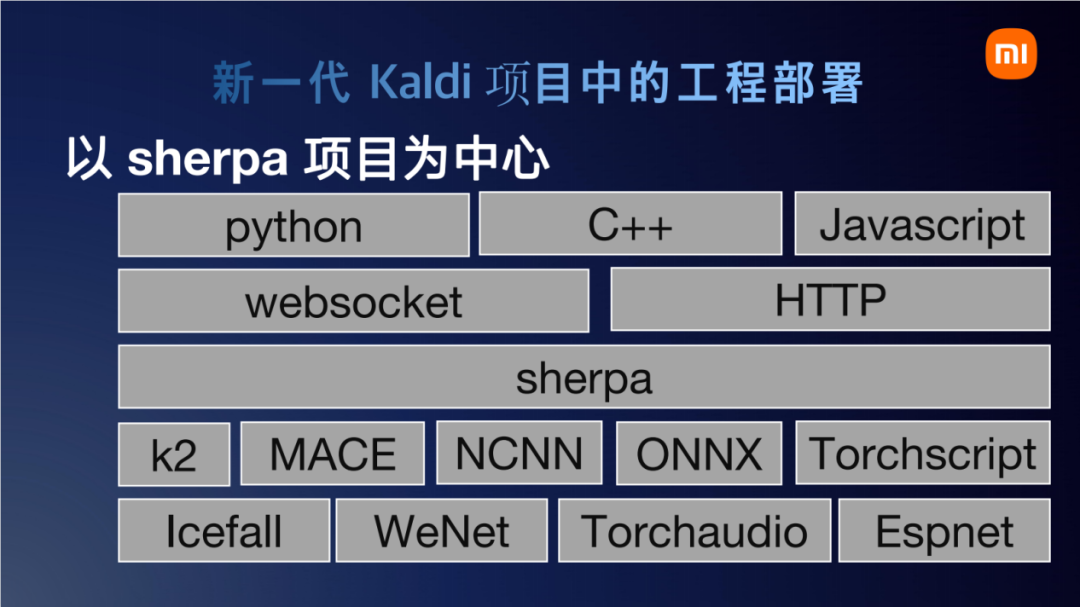 新一代 Kaldi 项目中的工程部署
以 sherpa 项目为中心
python C++ Javascript
websocket HTTP
sherpa
k2 MACE NCNN ONNX Torchscript
Icefall WeNet Torchaudio Espnet